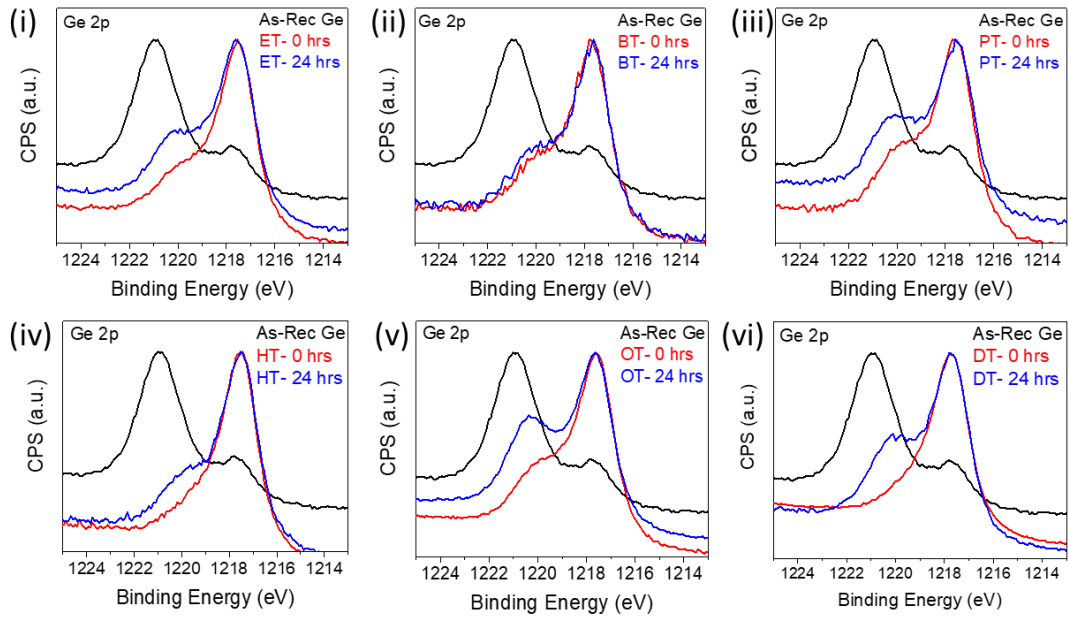 (i)
Ge 2p
As-Rec Ge
ET- 0 hrs
ET- 24 hrs
CPS (a.u.)
1224 1222 1220 1218 1216 1214
Binding Energy (eV)
(ii)
Ge 2p
As-Rec Ge
BT- 0 hrs
BT- 24 hrs
CPS (a.u.)
1224 1222 1220 1218 1216 1214
Binding Energy (eV)
(iii)
Ge 2p
As-Rec Ge
PT- 0 hrs
PT- 24 hrs
CPS (a.u.)
1224 1222 1220 1218 1216 1214
Binding Energy (eV)
(iv)
Ge 2p
As-Rec Ge
HT- 0 hrs
HT- 24 hrs
CPS (a.u.)
1224 1222 1220 1218 1216 1214
Binding Energy (eV)
(v)
Ge 2p
As-Rec Ge
OT- 0 hrs
OT- 24 hrs
CPS (a.u.)
1224 1222 1220 1218 1216 1214
Binding Energy (eV)
(vi)
Ge 2p
As-Rec Ge
DT- 0 hrs
DT- 24 hrs
CPS (a.u.)
1224 1222 1220 1218 1216 1214
Binding Energy (eV)